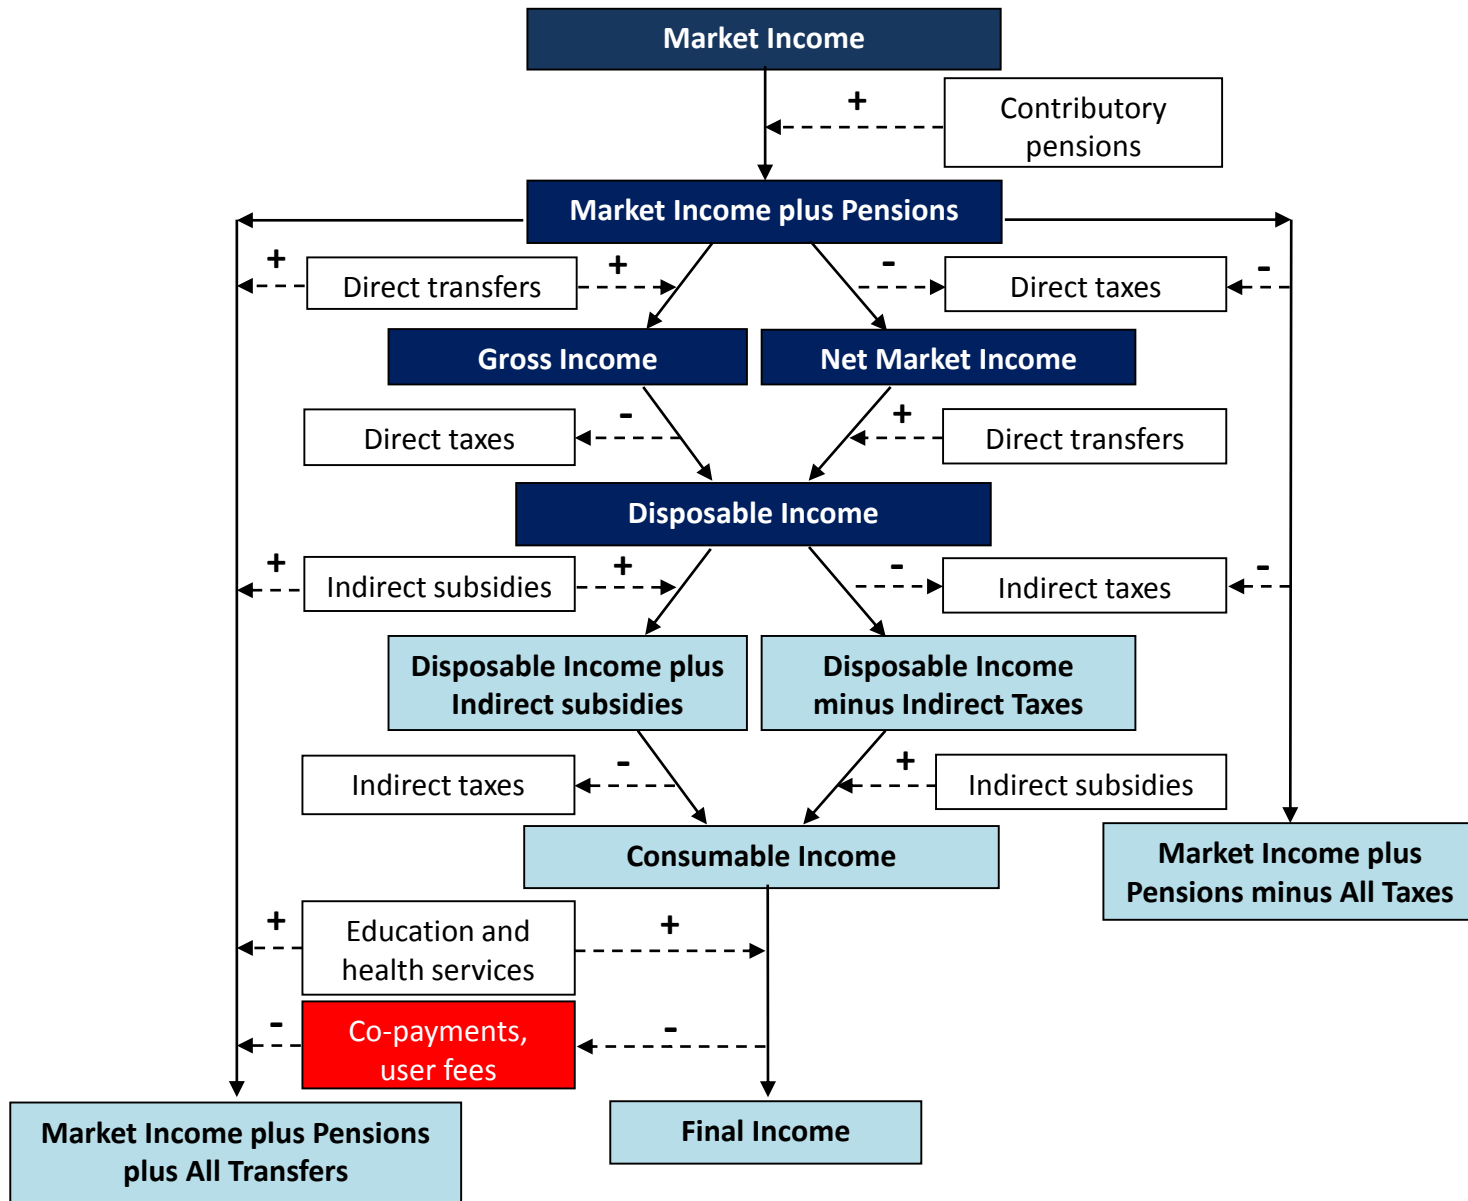 Market Income
+
Contributory
pensions
Market Income plus Pensions
+
Direct transfers
+
-
Direct taxes
-
Gross Income
Net Market Income
Direct taxes
-
+
Direct transfers
Disposable Income
+
Indirect subsidies
+
-
Indirect taxes
-
Disposable Income plus
Indirect subsidies
Disposable Income
minus Indirect Taxes
Indirect taxes
-
+
Indirect subsidies
Consumable Income
Market Income plus
Pensions minus All Taxes
+
Education and
health services
+
-
Co-payments,
user fees
-
Market Income plus Pensions
plus All Transfers
Final Income